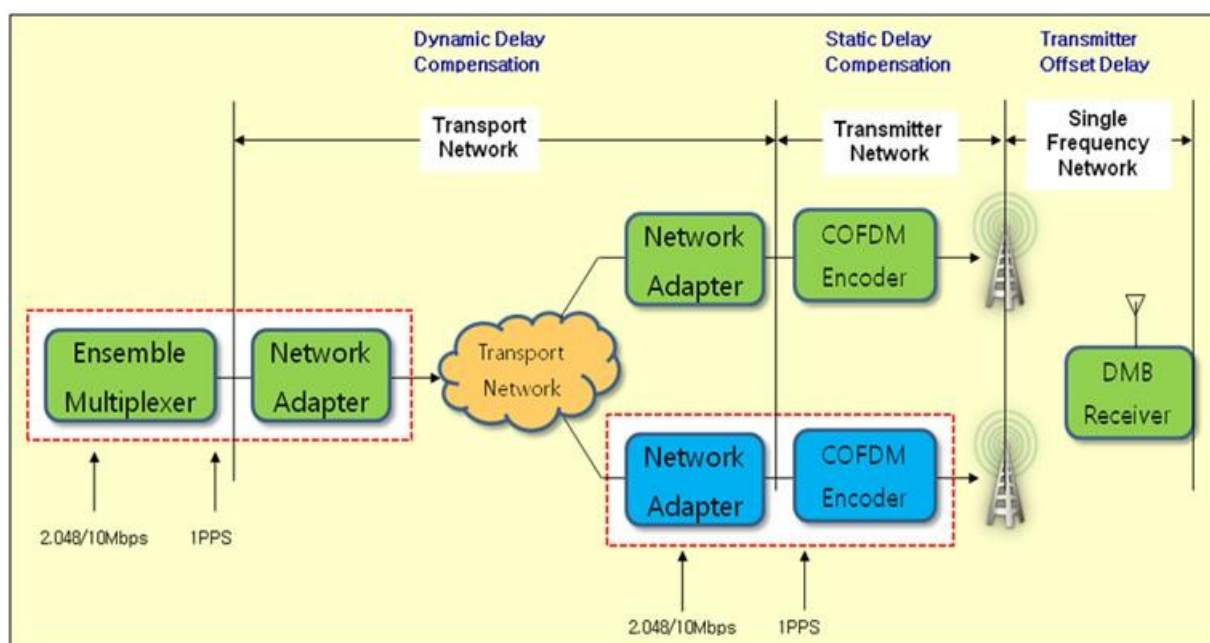 Dynamic Delay
Compensation
Static Delay
Compensation
Transmitter
Offset Delay
Transport
Network
Transmitter
Network
Single
Frequency
Network
Network
Adapter
COFDM
Encoder
Ensemble
Multiplexer
Network
Adapter
Transport
Network
DMB
Receiver
Network
Adapter
COFDM
Encoder
2.048/10Mbps
1PPS
2.048/10Mbps
1PPS